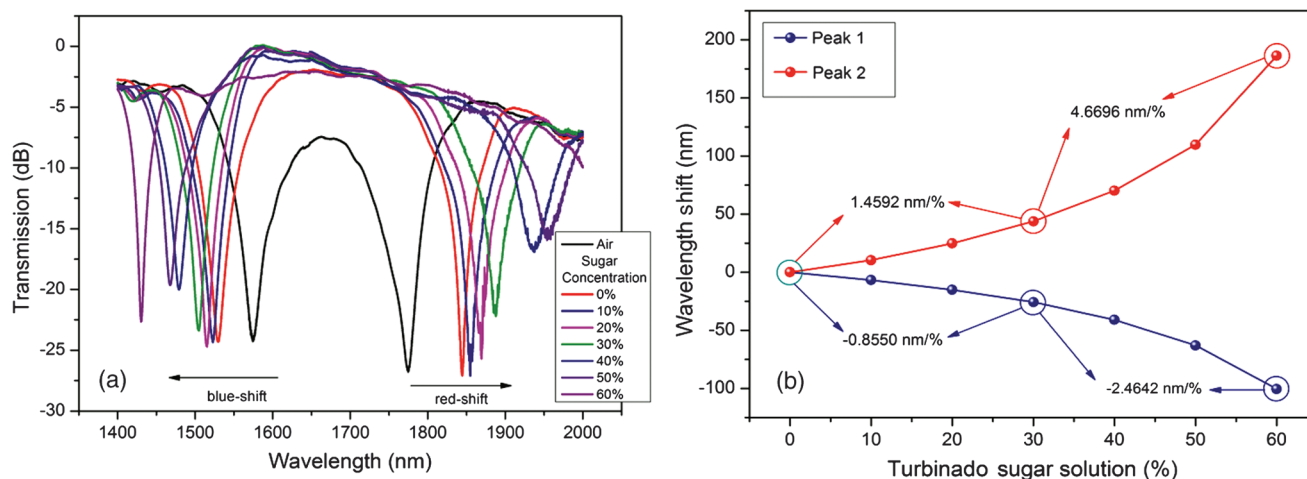 Transmission (dB)
0
-5
-10
-15
-20
-25
-30
1400
1500
1600
1700
1800
1900
2000
Wavelength (nm)
(a)
blue-shift
red-shift
Air
Sugar
Concentration
0%
10%
20%
30%
40%
50%
60%
Wavelength shift (nm)
200
150
100
50
0
-50
-100
0
10
20
30
40
50
60
Turbinado sugar solution (%)
Peak 1
Peak 2
4.6696 nm/%
1.4592 nm/%
-0.8550 nm/%
-2.4642 nm/%
(b)